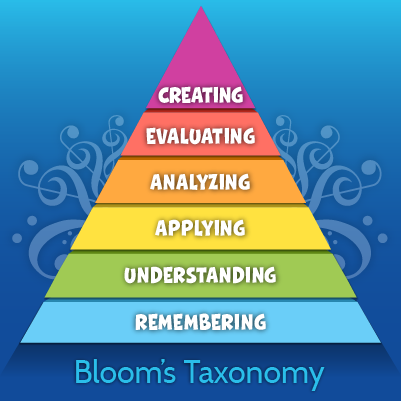 CREATING
EVALUATING
ANALYZING
APPLYING
UNDERSTANDING
REMEMBERING
Bloom's Taxonomy